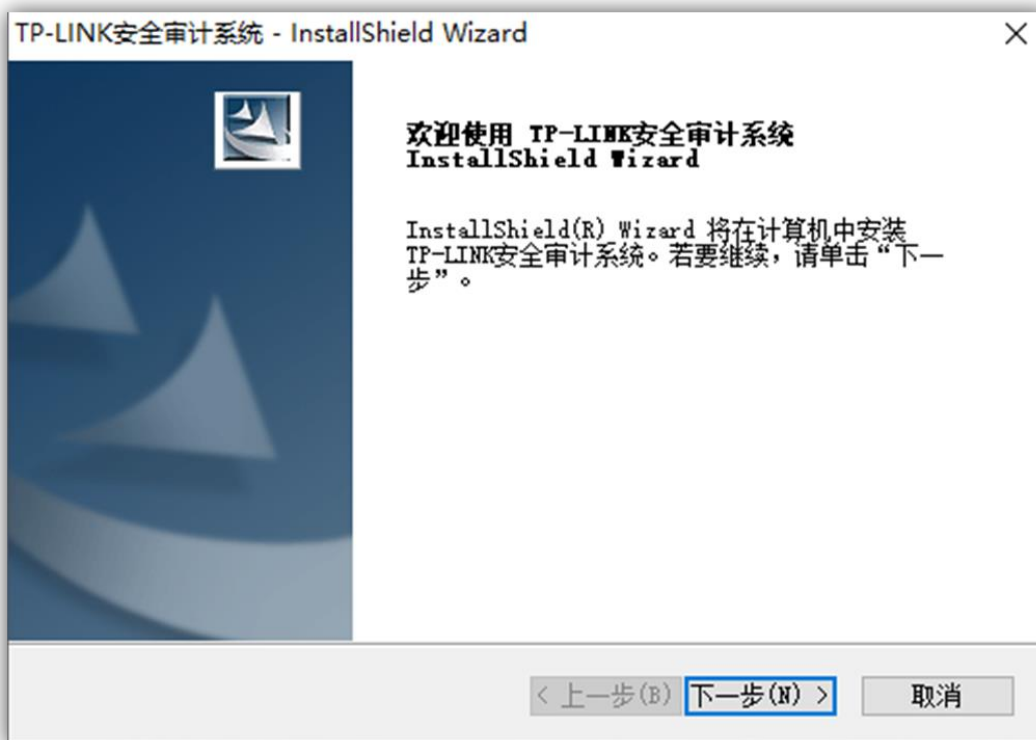 TP-LINK安全审计系统 - InstallShield Wizard
欢迎使用 TP-LINK安全审计系统
InstallShield Wizard
InstallShield(R) Wizard 将在计算机中安装
TP-LINK安全审计系统。若要继续，请单击“下一
步”。
< 上一步(B) 下一步(N) > 取消